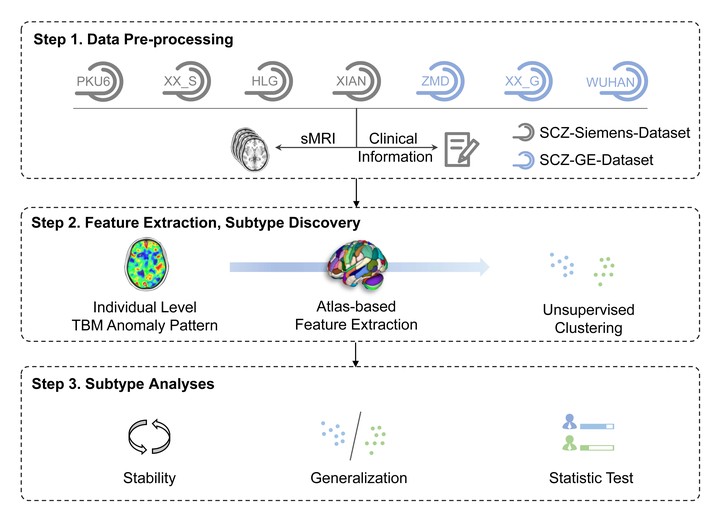 Step 1. Data Pre-processing
PKU6 XX_S HLG XIAN ZMD XX_G WUHAN
sMRI
Clinical
Information
SCZ-Siemens-Dataset
SCZ-GE-Dataset
Step 2. Feature Extraction, Subtype Discovery
Individual Level
TBM Anomaly Pattern
Atlas-based
Feature Extraction
Unsupervised
Clustering
Step 3. Subtype Analyses
Stability
Generalization
Statistic Test